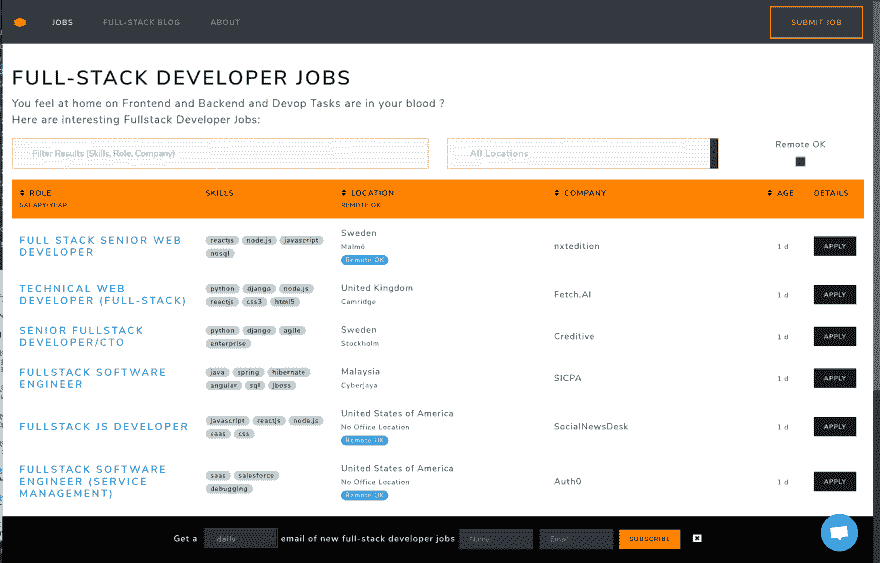 JOBS FULL-STACK BLOG ABOUT SUBMIT JOB
FULL-STACK DEVELOPER JOBS
You feel at home on Frontend and Backend and Devop Tasks are in your blood ?
Here are interesting Fullstack Developer Jobs:
Remote OK
Filter Results (Skills, Role, Company) All Locations
ROLE SKILLS LOCATION COMPANY AGE DETAILS
SALARY/YEAR REMOTE OK
FULL STACK SENIOR WEB
DEVELOPER
reactjs node.js javascript
nosql
Sweden
Malmö
Remote OK
nxtedition
1 d
APPLY
TECHNICAL WEB
DEVELOPER (FULL-STACK)
python django node.js
reactjs css3 html5
United Kingdom
Camridge
Fetch.AI
1 d
APPLY
SENIOR FULLSTACK
DEVELOPER/CTO
python django agile
enterprise
Sweden
Stockholm
Creditive
1 d
APPLY
FULLSTACK SOFTWARE
ENGINEER
java spring hibernate
angular sql jboss
Malaysia
Cyberjaya
SICPA
1 d
APPLY
FULLSTACK JS DEVELOPER
javascript reactjs node.js
saas css
United States of America
No Office Location
Remote OK
SocialNewsDesk
1 d
APPLY
FULLSTACK SOFTWARE
ENGINEER (SERVICE
MANAGEMENT)
saas salesforce
debugging
United States of America
No Office Location
Remote OK
Auth0
1 d
APPLY
Get a daily email of new full-stack developer jobs Name Email SUBSCRIBE